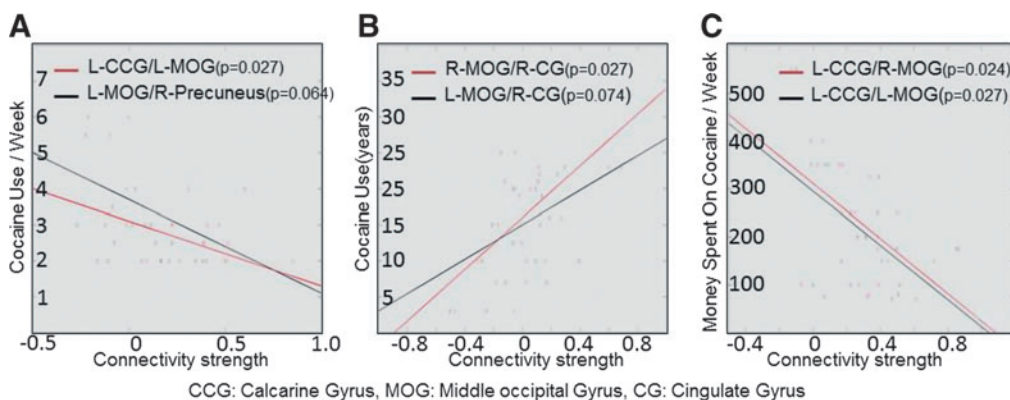 A
Cocaine Use / Week
7
6
5
4
3
2
1
L-CCG/L-MOG(p=0.027)
L-MOG/R-Precuneus(p=0.064)
-0.5 0 0.5 1.0
Connectivity strength
B
Cocaine Use(years)
35
30
25
20
15
10
5
R-MOG/R-CG(p=0.027)
L-MOG/R-CG(p=0.074)
-0.8 -0.4 0 0.4 0.8
Connectivity strength
C
Money Spent On Cocaine / Week
500
400
300
200
100
L-CCG/R-MOG(p=0.024)
L-CCG/L-MOG(p=0.027)
-0.4 0 0.4 0.8
Connectivity strength
CCG: Calcarine Gyrus, MOG: Middle occipital Gyrus, CG: Cingulate Gyrus